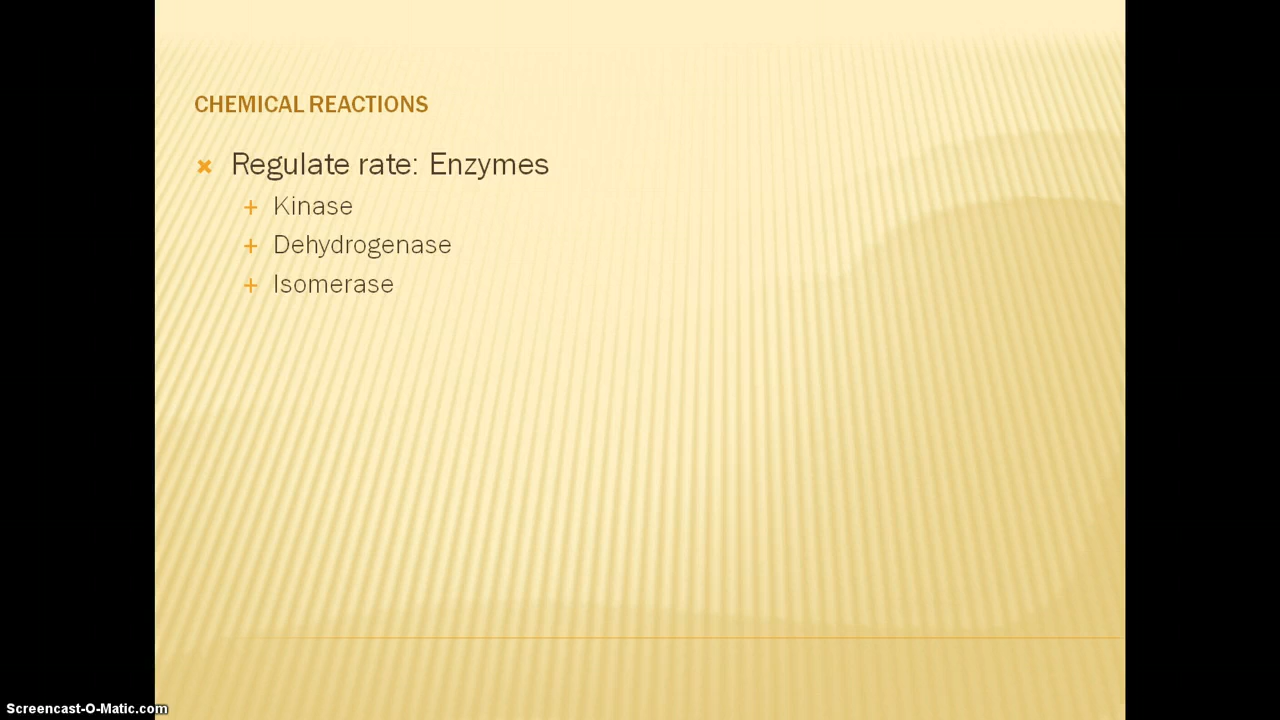 CHEMICAL REACTIONS
Regulate rate: Enzymes
Kinase
Dehydrogenase
Isomerase
Screencast-O-Matic.com